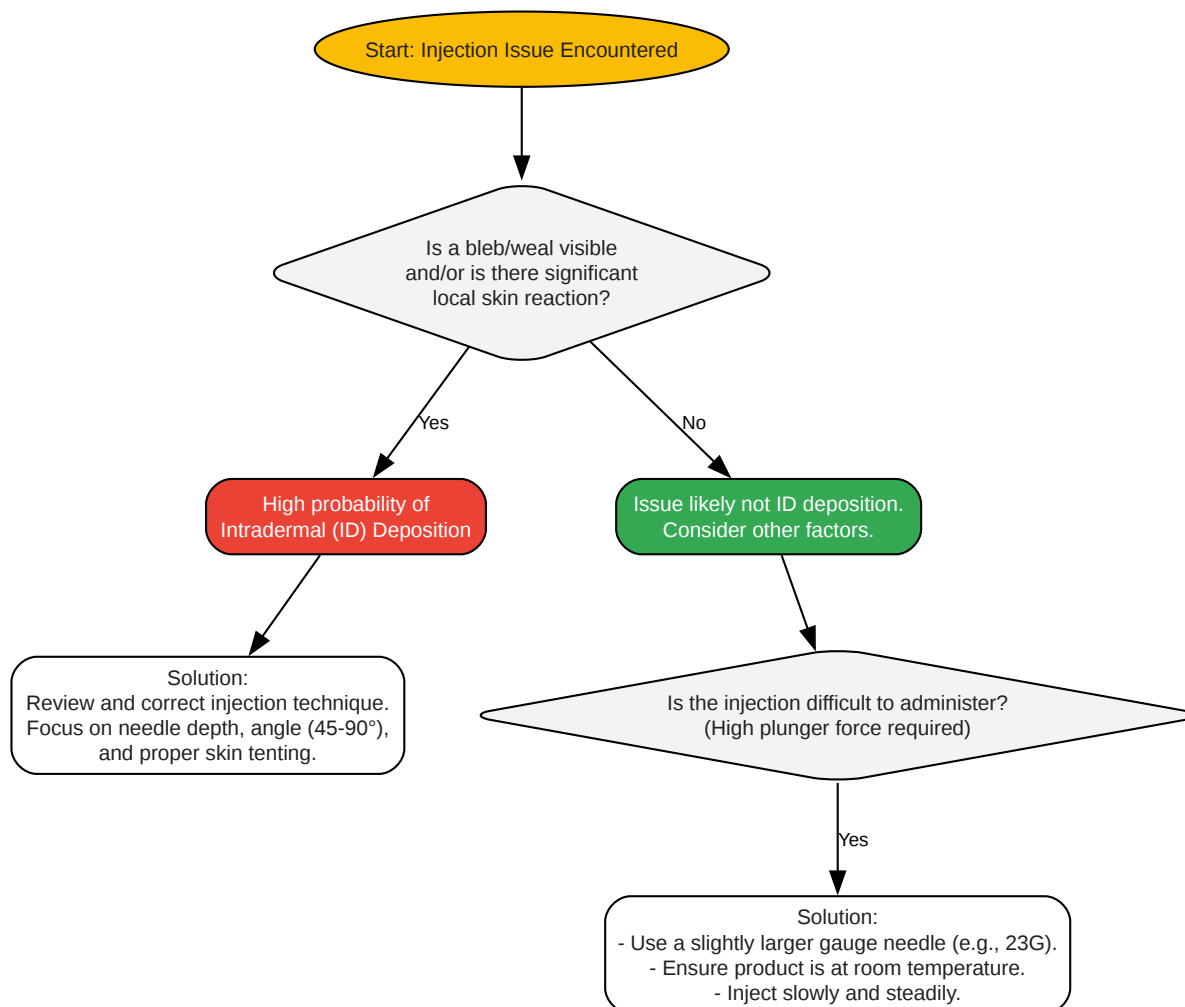 Start: Injection Issue Encountered
Is a bleb/weal visible
and/or is there significant
local skin reaction?
Yes
No
High probability of
Intradermal (ID) Deposition
Issue likely not ID deposition.
Consider other factors.
Solution:
Review and correct injection technique.
Focus on needle depth, angle (45-90°),
and proper skin tenting.
Is the injection difficult to administer?
(High plunger force required)
Yes
Solution:
- Use a slightly larger gauge needle (e.g., 23G).
- Ensure product is at room temperature.
- Inject slowly and steadily.